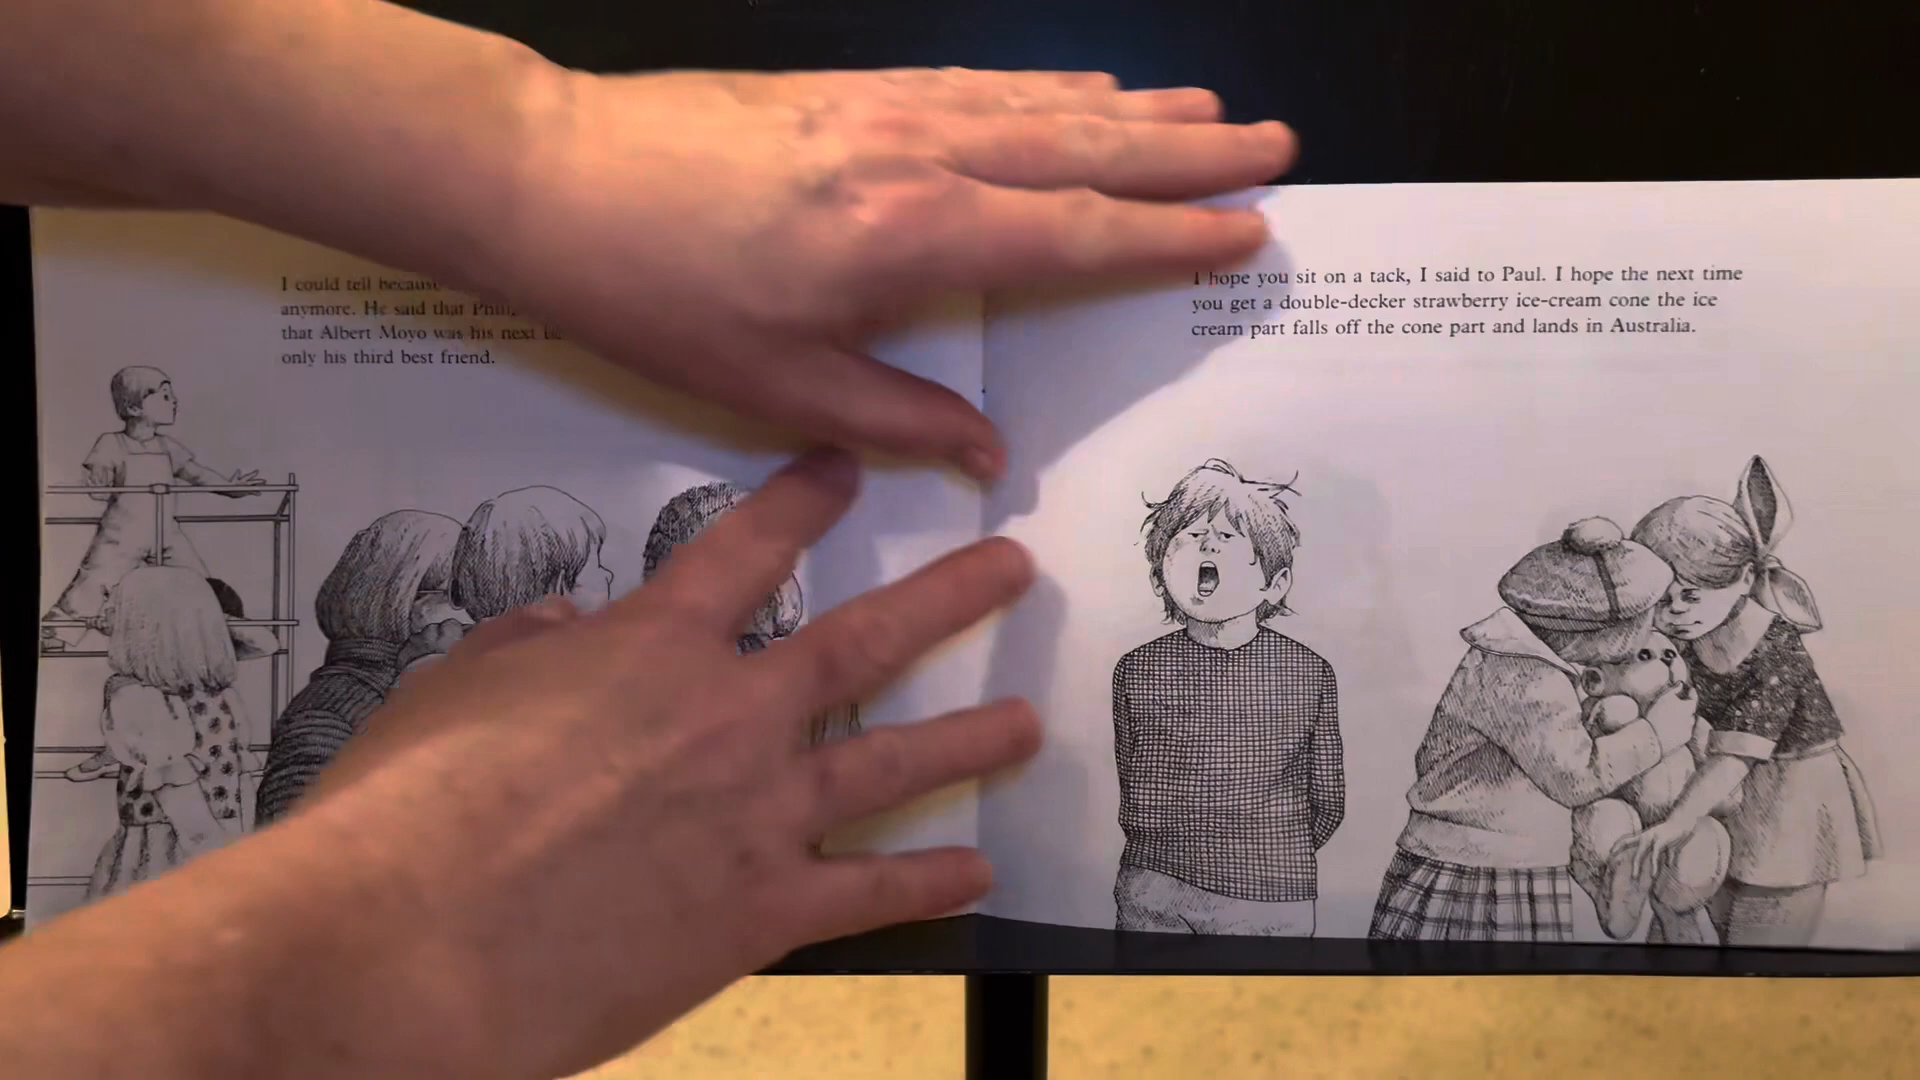 I could tell because
anymore. He said that
that Albert Moyo was his next
only his third best friend.
I hope you sit on a tack, I said to Paul. I hope the next time
you get a double-decker strawberry ice-cream cone the ice
cream part falls off the cone part and lands in Australia.